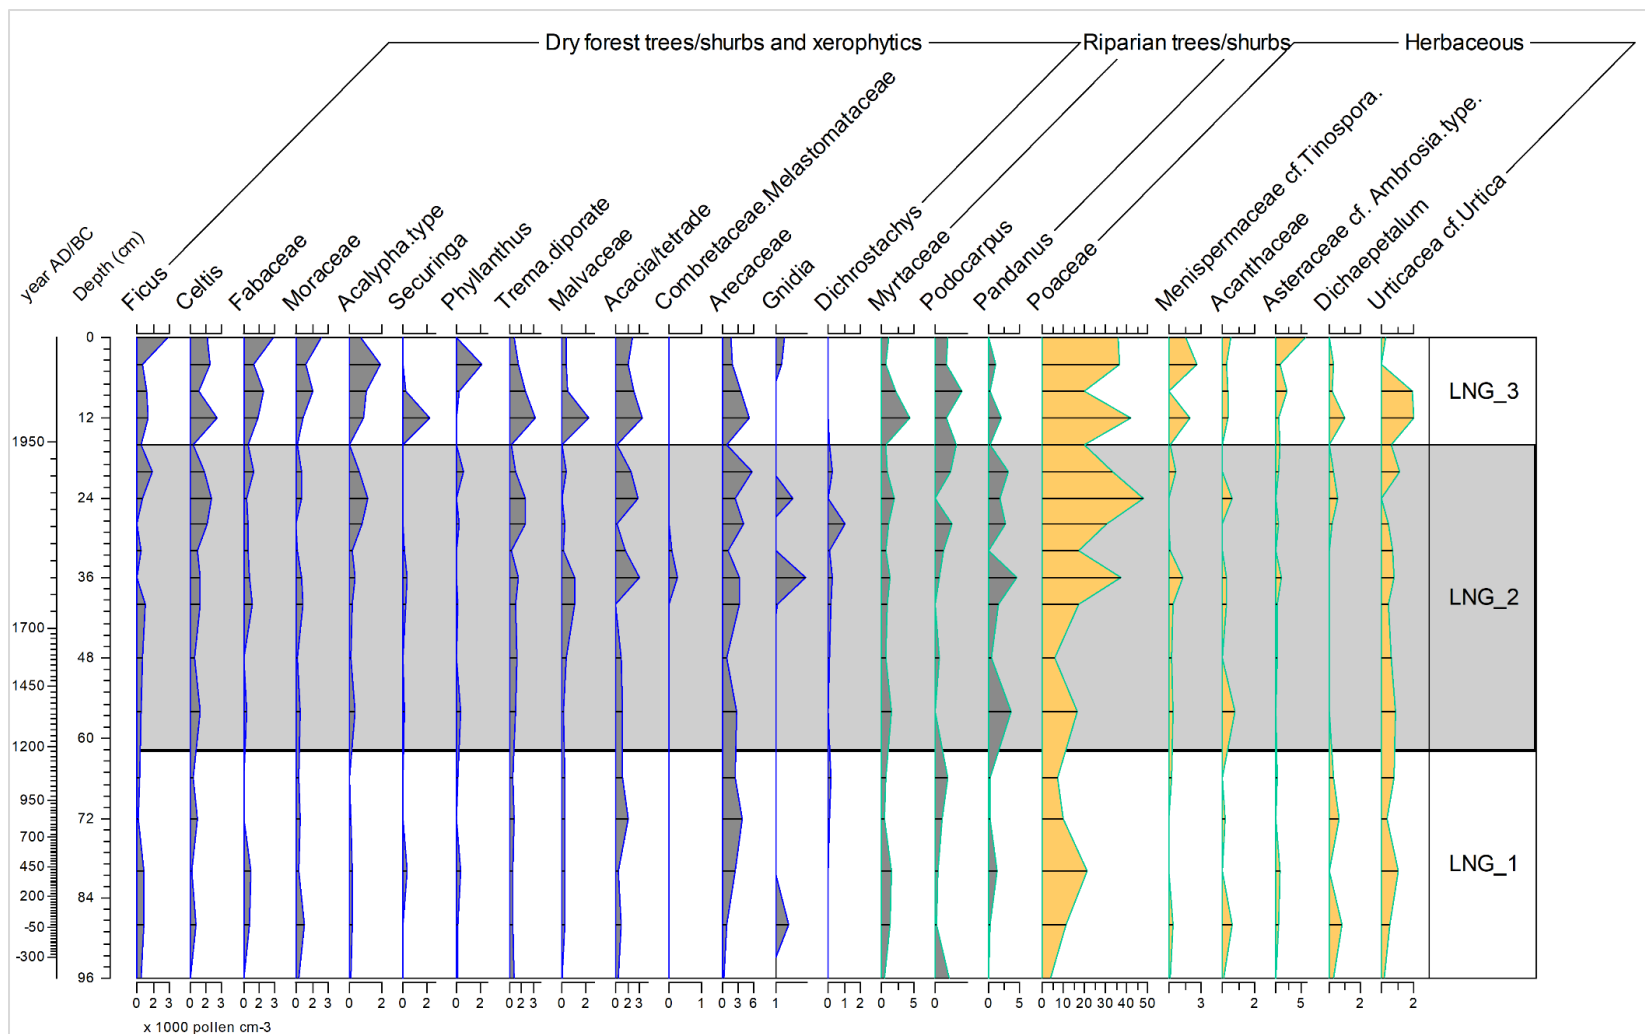 Dry forest trees/shurbs and xerophytics
Riparian trees/shurbs
Herbaceous
year AD/BC
Depth (cm)
Ficus
Celtis
Fabaceae
Moraceae
Acalypha.type
Securinga
Phyllanthus
Trema.diporate
Malvaceae
Acacia/tetrade
Combretaceae.Melastomataceae
Arecaceae
Gnidia
Dichrostachys
Myrtaceae
Podocarpus
Pandanus
Poaceae
Menispermaceae cf.Tinospora.
Acanthaceae
Asteraceae cf. Ambrosia.type.
Dichapetalum
Urticacea cf.Urtica
0
12
24
36
48
60
72
84
96
1950
1700
1450
1200
950
700
450
200
-50
-300
LNG_3
LNG_2
LNG_1
0 2 3
0 2 3
0 2
0 1 2 3
0 2
0 2
0 2
0 2 3
0 2
0 2 3
0 1
0 3 6
1
0 1 2
0 5
0
0 5
0 10 20 30 40 50
3
2
5
0 2
2
x 1000 pollen cm-3